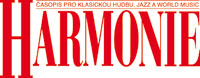 ČASOPIS PRO KLASICKOU HUDBU, JAZZ A WORLD MUSIC
HARMONIE